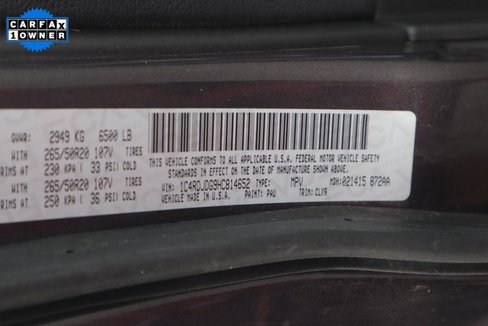 CARFAX
1 OWNER
GVWR: 2949 KG 6500 LB
WITH 265/50R20 107V TIRES
AT 230 KPA ( 33 PSI) COLD
WITH 265/50R20 107V TIRES
AT 250 KPA ( 36 PSI) COLD
THIS VEHICLE CONFORMS TO ALL APPLICABLE U.S.A. FEDERAL MOTOR VEHICLE SAFETY
STANDARDS IN EFFECT ON THE DATE OF MANUFACTURE SHOWN ABOVE.
VIN: 1C4RDJDG9HC814652 TYPE: MPV MDH: 021415 872AA
VEHICLE MADE IN U.S.A. PAINT: PAU TRIM: CLX9